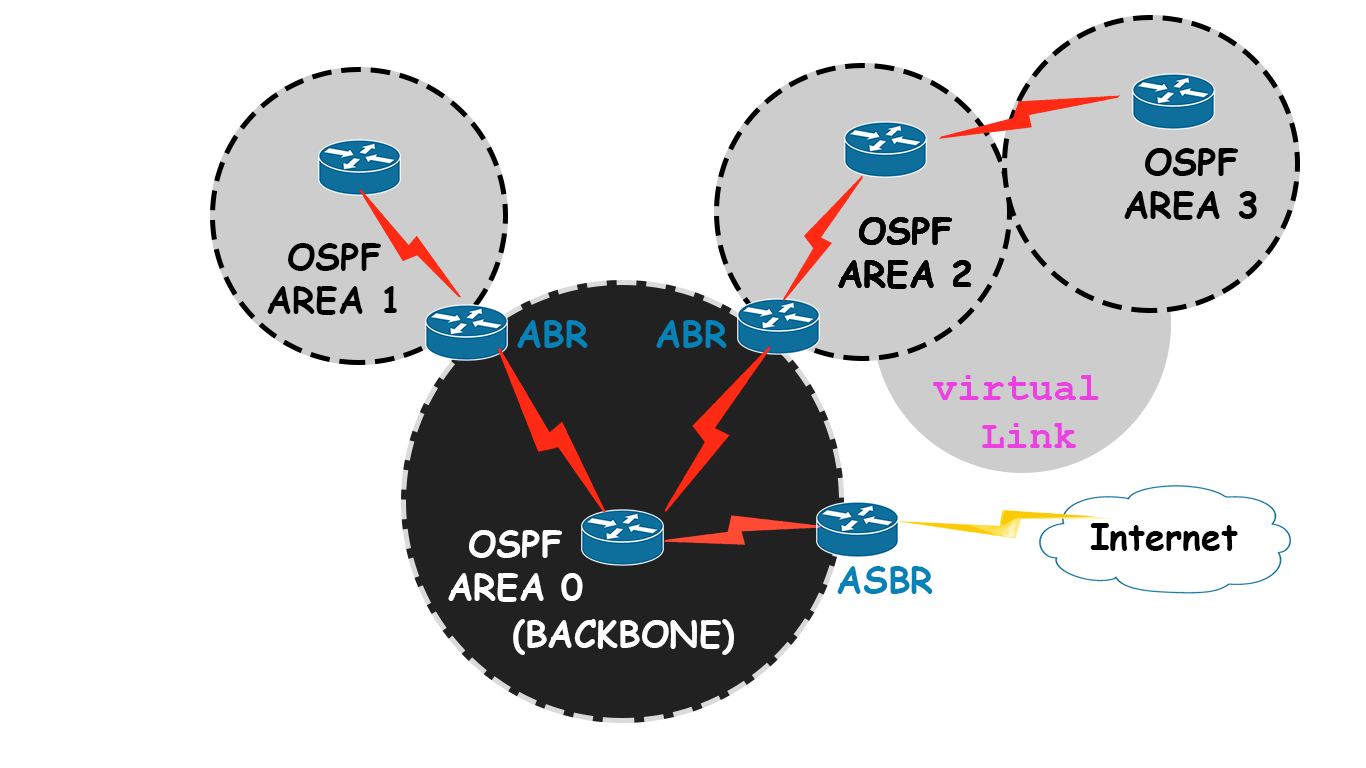 OSPF
AREA 3
OSPF
AREA 2
OSPF
AREA 1
ABR
ABR
virtual
Link
OSPF
AREA 0
(BACKBONE)
Internet
ASBR